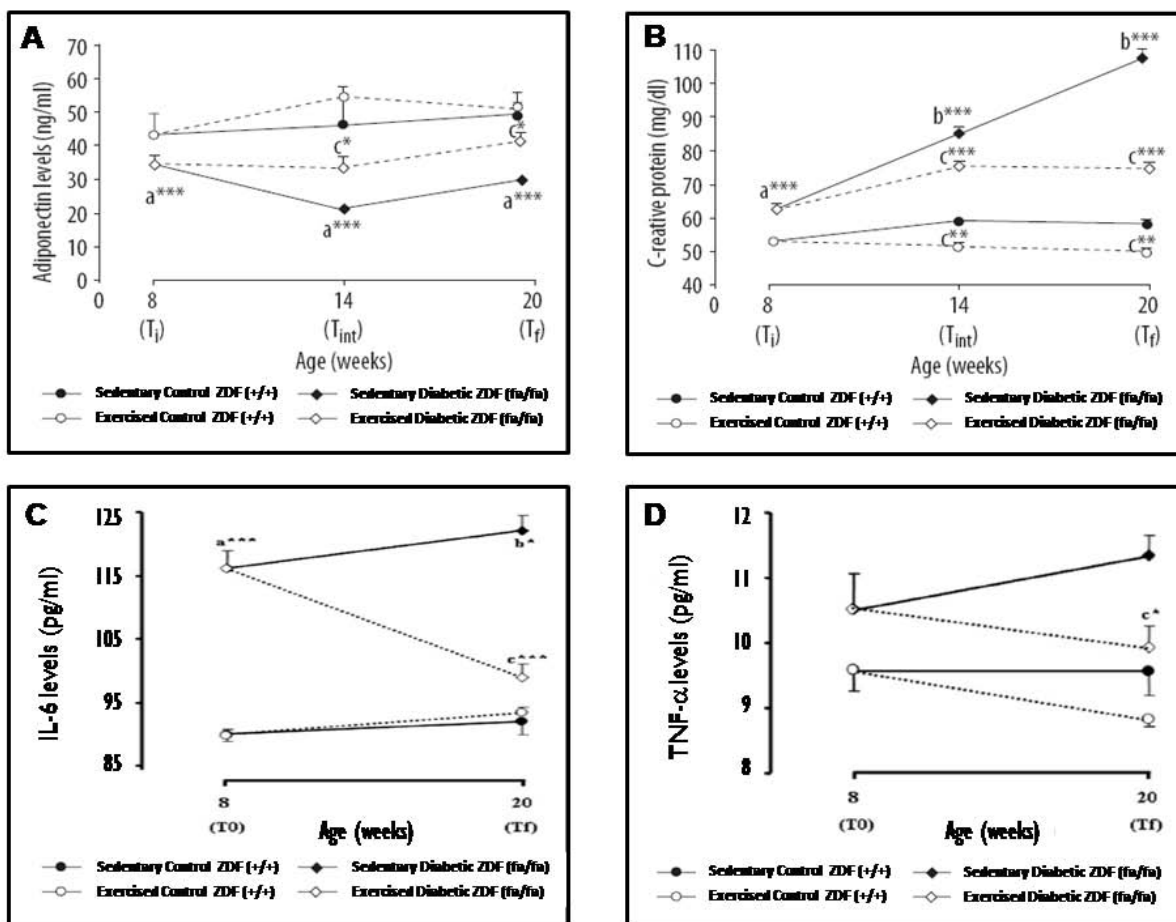 A
Adiponectin levels (ng/ml)
70
60
50
40
30
20
10
0
a***
c*
a***
c*
a***
0
8
14
20
(Ti)
(Tint)
(Tf)
Age (weeks)
Sedentary Control ZDF (+/+)
Sedentary Diabetic ZDF (fa/fa)
Exercised Control ZDF (+/+)
Exercised Diabetic ZDF (fa/fa)
B
C-reative protein (mg/dl)
110
100
90
80
70
60
50
40
a***
b***
c***
c**
b***
c***
c**
0
8
14
20
(Ti)
(Tint)
(Tf)
Age (weeks)
Sedentary Control ZDF (+/+)
Sedentary Diabetic ZDF (fa/fa)
Exercised Control ZDF (+/+)
Exercised Diabetic ZDF (fa/fa)
C
IL-6 levels (pg/ml)
125
115
105
95
85
a***
b*
c***
8
20
(T0)
Age (weeks)
(Tf)
Sedentary Control ZDF (+/+)
Sedentary Diabetic ZDF (fa/fa)
Exercised Control ZDF (+/+)
Exercised Diabetic ZDF (fa/fa)
D
TNF-α levels (pg/ml)
12
11
10
9
8
c*
8
20
(T0)
Age (weeks)
(Tf)
Sedentary Control ZDF (+/+)
Sedentary Diabetic ZDF (fa/fa)
Exercised Control ZDF (+/+)
Exercised Diabetic ZDF (fa/fa)